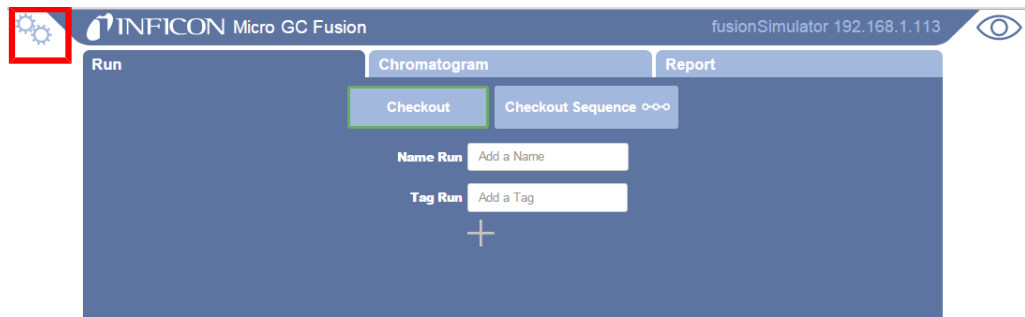 INFICON Micro GC Fusion fusionSimulator 192.168.1.113
Run Chromatogram Report
Checkout Checkout Sequence
Name Run Add a Name
Tag Run Add a Tag